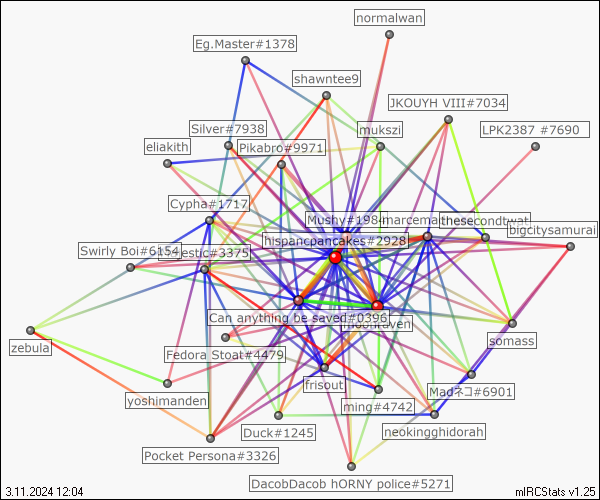 normalwan
Eg.Master#1378
shawntee9
JKOUYH VIII#7034
Silver#7938
mukszi
LPK2387 #7690
eliakith
Pikabro#9971
Cypha#1717
Mushy#1984
marcema
thesecondtwat
bigcitysamurai
hispancpancakes#2928
Swirly Boi#6154
estic#3375
Can anything be saved#0396
raven
somass
zebula
Fedora Stoat#4479
frisout
Madネコ#6901
yoshimanden
ming#4742
Duck#1245
neokingghidorah
Pocket Persona#3326
DacobDacob hORNY police#5271
3.11.2024 12:04
mIRCStats v1.25